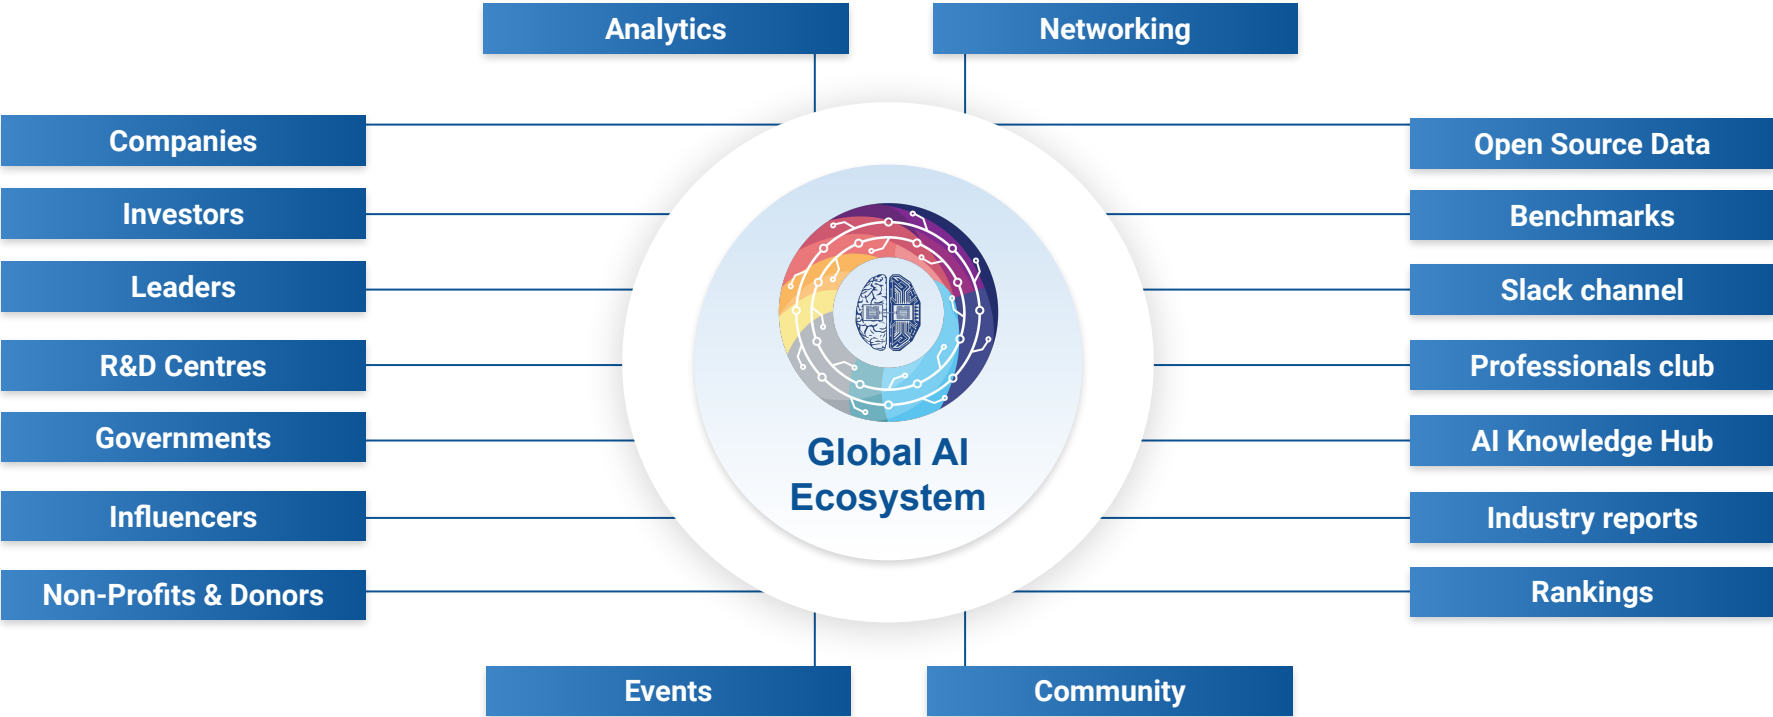 Analytics
Networking
Companies
Investors
Leaders
R&D Centres
Governments
Influencers
Non-Profits & Donors
Global AI
Ecosystem
Open Source Data
Benchmarks
Slack channel
Professionals club
AI Knowledge Hub
Industry reports
Rankings
Events
Community